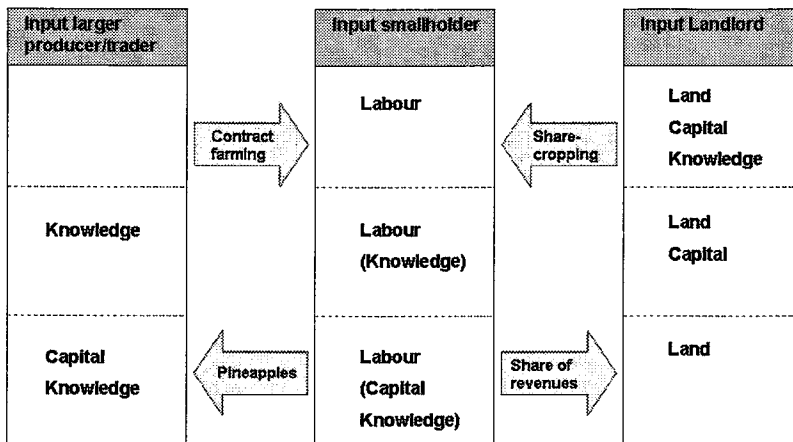 Input larger
producer/trader
Input smallholder
Input Landlord
Labour
Land
Capital
Knowledge
Contract
farming
Share-
cropping
Knowledge
Labour
(Knowledge)
Land
Capital
Capital
Knowledge
Pineapples
Labour
(Capital
Knowledge)
Share of
revenues
Land